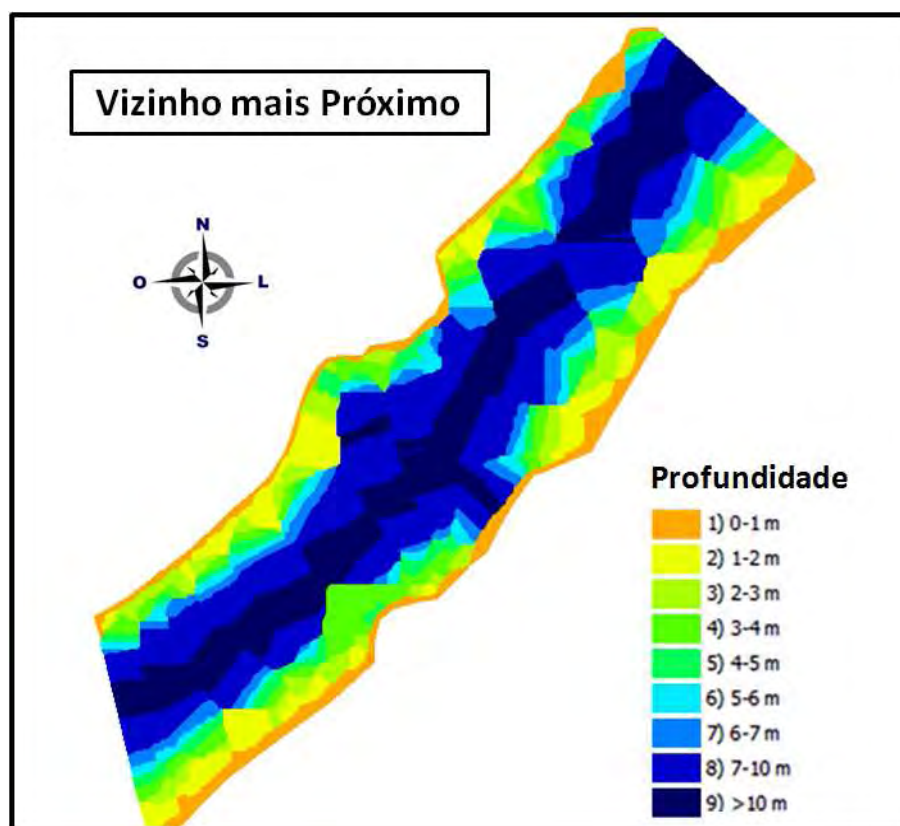 Vizinho mais Próximo
N
O
L
S
Profundidade
1) 0-1 m
2) 1-2 m
3) 2-3 m
4) 3-4 m
5) 4-5 m
6) 5-6 m
7) 6-7 m
8) 7-10 m
9) >10 m